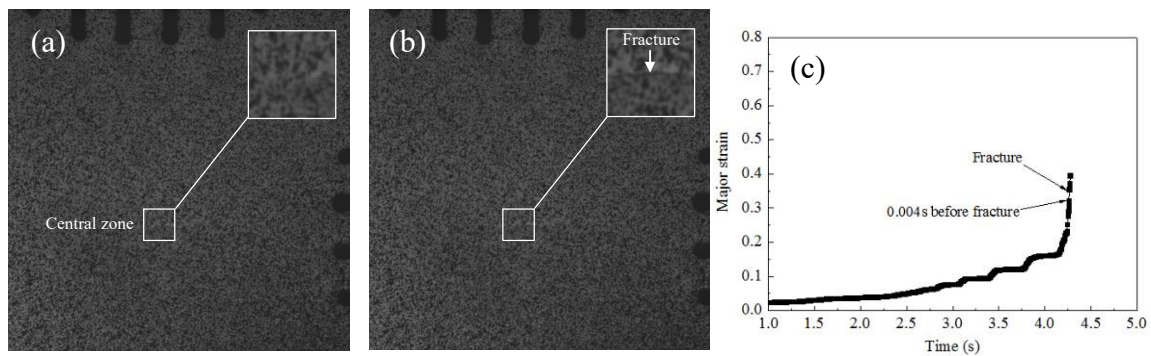 (a)
Central zone
(b)
Fracture
(c)
0.8
0.7
0.6
0.5
0.4
0.3
0.2
0.1
0.0
Major strain
Fracture
0.004s before fracture
1.0 1.5 2.0 2.5 3.0 3.5 4.0 4.5 5.0
Time (s)